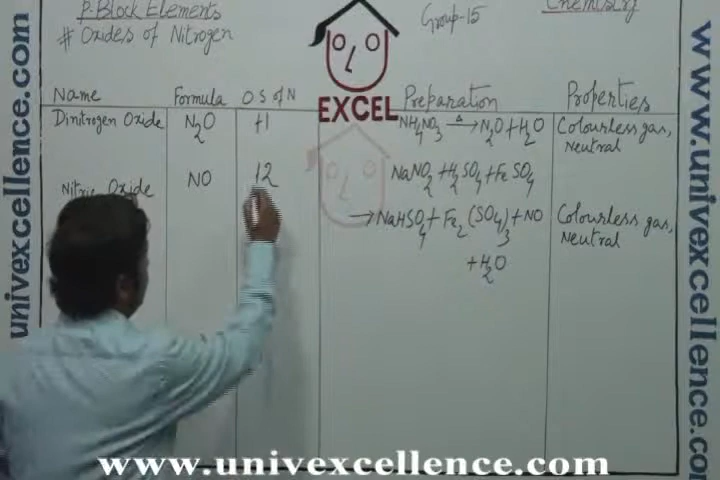 P-Block Elements
Group-15
Chemistry
# Oxides of Nitrogen
EXCEL
Name Formula O S of N Preparation Properties
Dinitrogen Oxide N2O +1 NH4NO3 —Δ→ N2O + H2O Colourless gas,
Neutral
Nitric Oxide NO 12 NaNO2 + H2SO4 + FeSO4
→ NaHSO4 + Fe2(SO4)3 + NO Colourless gas,
+ H2O Neutral
www.univexcellence.com
univexcellence.com
www.univexcellence.com